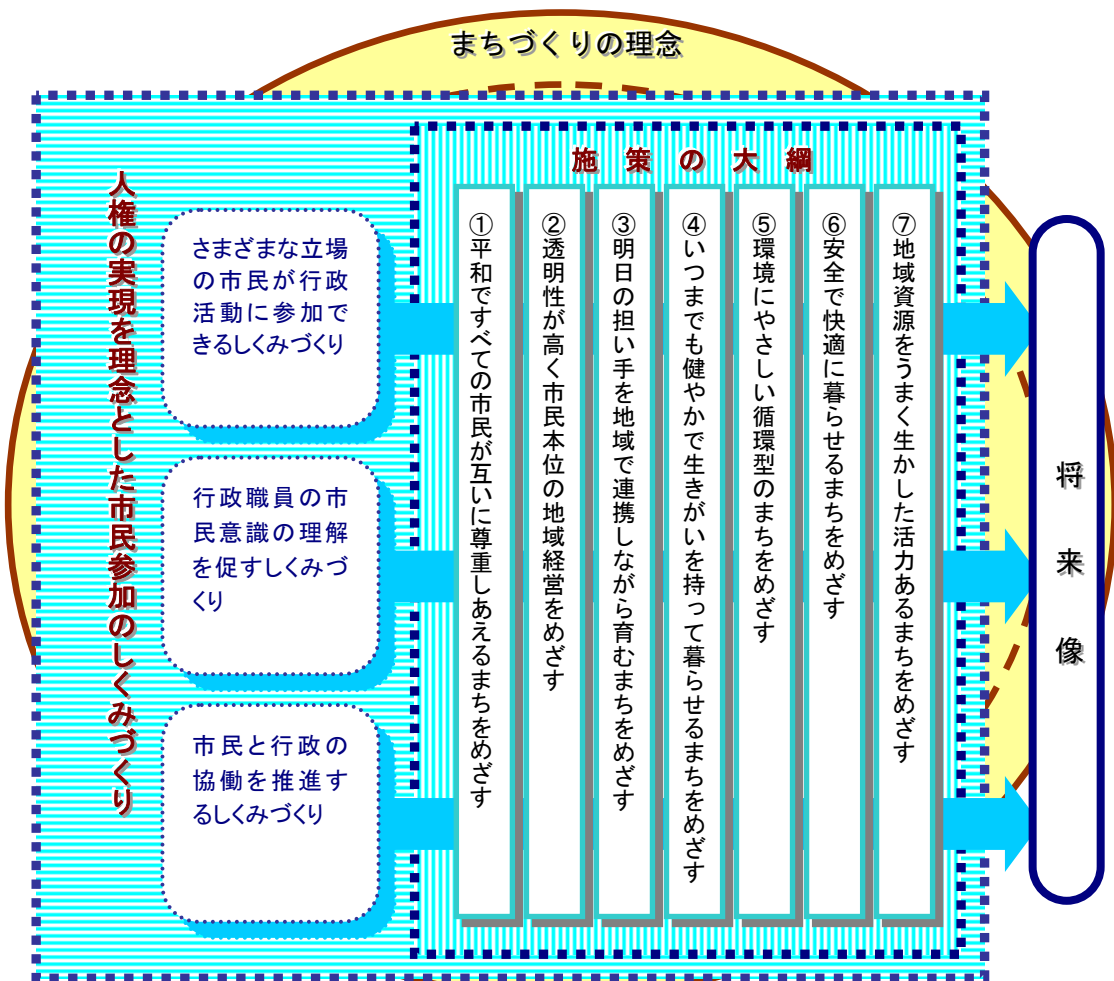 まちづくりの理念
施策の大綱
人権の実現を理念とした市民参加のしくみづくり
さまざまな立場
の市民が行政
活動に参加で
きるしくみづくり
行政職員の市
民意識の理解
を促すしくみづ
くり
市民と行政の
協働を推進す
るしくみづくり
①平和ですべての市民が互いに尊重しあえるまちをめざす
②透明性が高く市民本位の地域経営をめざす
③明日の担い手を地域で連携しながら育むまちをめざす
④いつまでも健やかで生きがいを持って暮らせるまちをめざす
⑤環境にやさしい循環型のまちをめざす
⑥安全で快適に暮らせるまちをめざす
⑦地域資源をうまく生かした活力あるまちをめざす
将来像